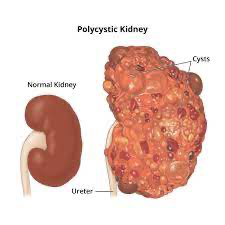 Polycystic Kidney
Cysts
Normal Kidney
Ureter